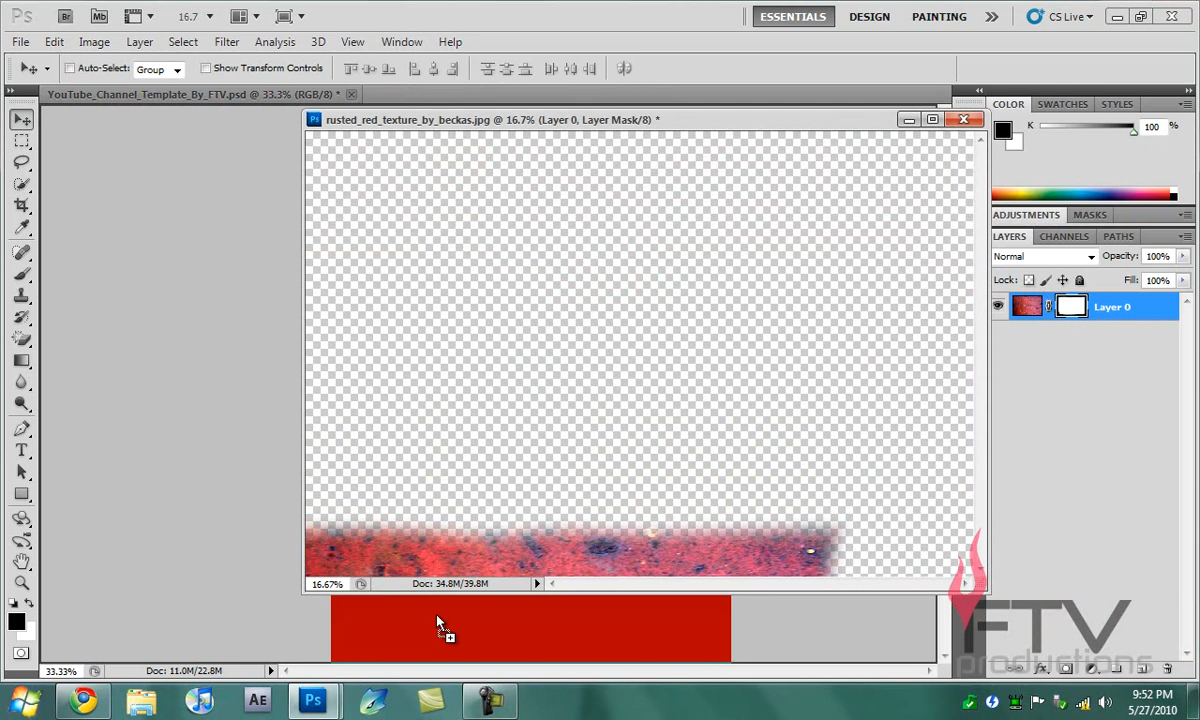 Ps Br Mb 16.7 ESSENTIALS DESIGN PAINTING CS Live
File Edit Image Layer Select Filter Analysis 3D View Window Help
Auto-Select: Group Show Transform Controls
YouTube_Channel_Template_By_FTV.psd @ 33.3% (RGB/8) *
COLOR SWATCHES STYLES
Ps rusted_red_texture_by_beckas.jpg @ 16.7% (Layer 0, Layer Mask/8) *
K 100 %
ADJUSTMENTS MASKS
LAYERS CHANNELS PATHS
Normal Opacity: 100%
Lock: Fill: 100%
Layer 0
T
16.67% Doc: 34.8M/39.8M
FTV
productions
33.33% Doc: 11.0M/22.8M
fx
Ae Ps
9:52 PM
5/27/2010